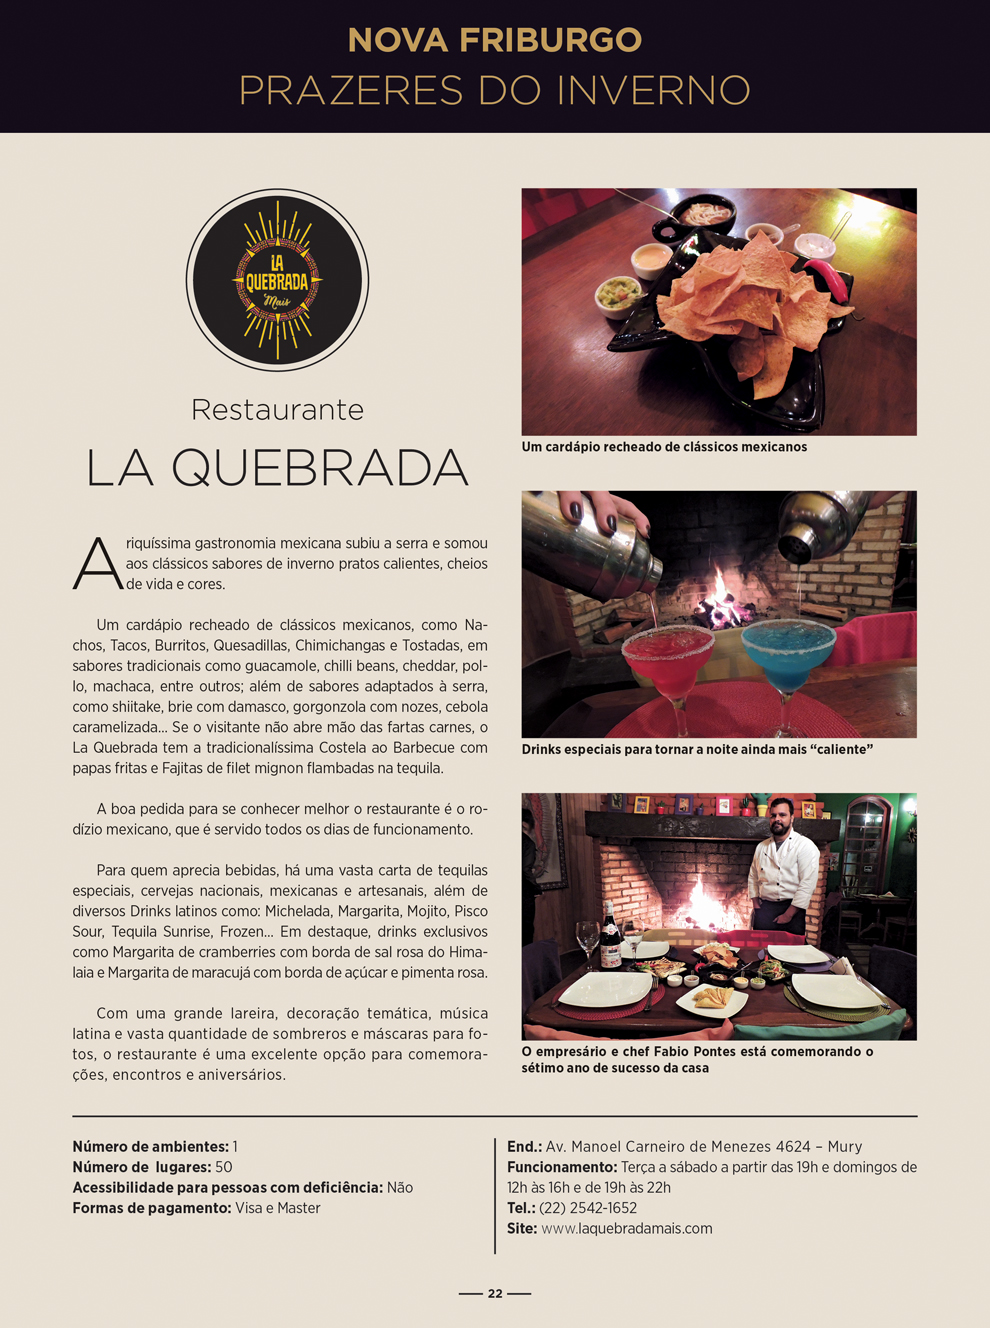 NOVA FRIBURGO
PRAZERES DO INVERNO
LA
QUEBRADA
Mais
Restaurante
LA QUEBRADA
A riquíssima gastronomia mexicana subiu a serra e somou
aos clássicos sabores de inverno pratos calientes, cheios
de vida e cores.
Um cardápio recheado de clássicos mexicanos, como Na-
chos, Tacos, Burritos, Quesadillas, Chimichangas e Tostadas, em
sabores tradicionais como guacamole, chilli beans, cheddar, pol-
lo, machaca, entre outros; além de sabores adaptados à serra,
como shiitake, brie com damasco, gorgonzola com nozes, cebola
caramelizada... Se o visitante não abre mão das fartas carnes, o
La Quebrada tem a tradicionalíssima Costela ao Barbecue com
papas fritas e Fajitas de filet mignon flambadas na tequila.
A boa pedida para se conhecer melhor o restaurante é o ro-
dízio mexicano, que é servido todos os dias de funcionamento.
Para quem aprecia bebidas, há uma vasta carta de tequilas
especiais, cervejas nacionais, mexicanas e artesanais, além de
diversos Drinks latinos como: Michelada, Margarita, Mojito, Pisco
Sour, Tequila Sunrise, Frozen... Em destaque, drinks exclusivos
como Margarita de cramberries com borda de sal rosa do Hima-
laia e Margarita de maracujá com borda de açúcar e pimenta rosa.
Com uma grande lareira, decoração temática, música
latina e vasta quantidade de sombreros e máscaras para fo-
tos, o restaurante é uma excelente opção para comemora-
ções, encontros e aniversários.
Um cardápio recheado de clássicos mexicanos
Drinks especiais para tornar a noite ainda mais “caliente”
O empresário e chef Fabio Pontes está comemorando o
sétimo ano de sucesso da casa
Número de ambientes: 1
Número de lugares: 50
Acessibilidade para pessoas com deficiência: Não
Formas de pagamento: Visa e Master
End.: Av. Manoel Carneiro de Menezes 4624 – Mury
Funcionamento: Terça a sábado a partir das 19h e domingos de
12h às 16h e de 19h às 22h
Tel.: (22) 2542-1652
Site: www.laquebradamais.com
22